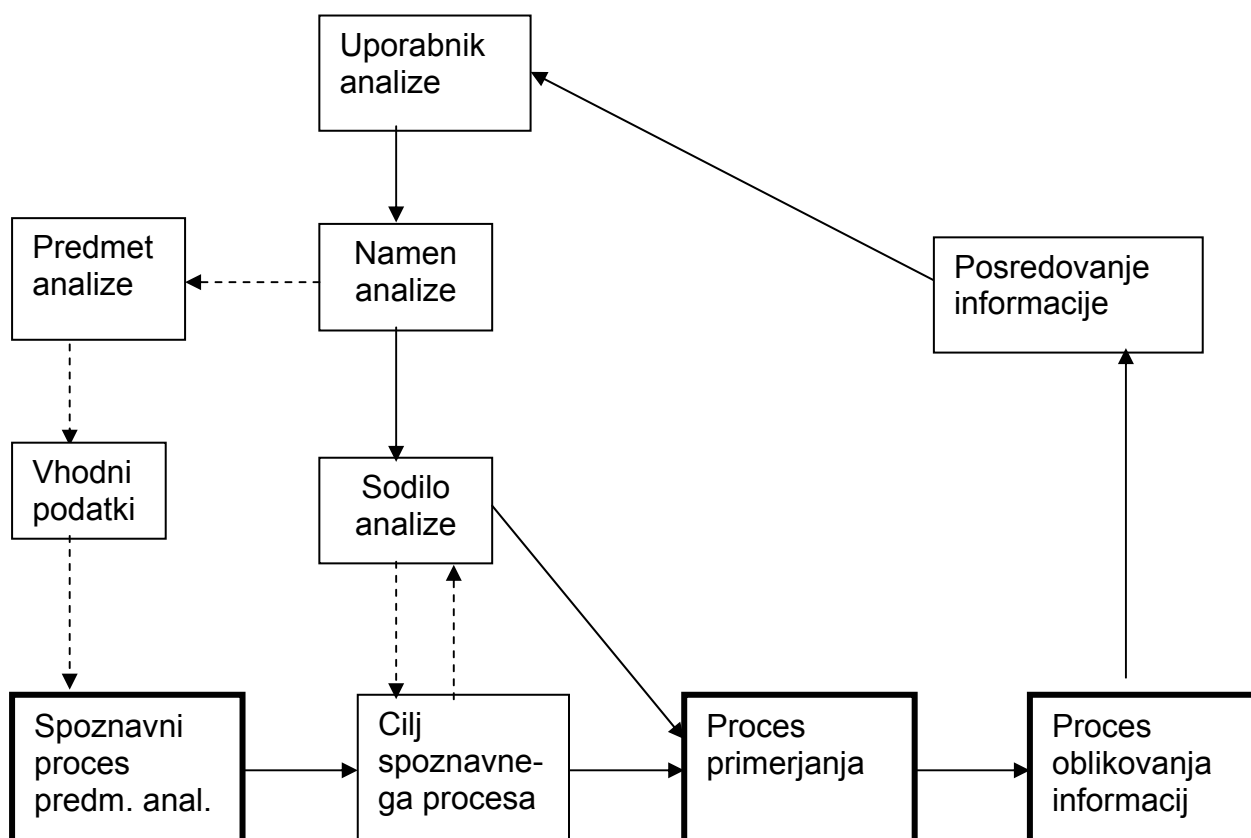 Uporabnik
analize
Predmet
analize
Namen
analize
Posredovanje
informacije
Vhodni
podatki
Sodilo
analize
Spoznavni
proces
predm. anal.
Cilj
spoznavne-
ga procesa
Proces
primerjanja
Proces
oblikovanja
informacij